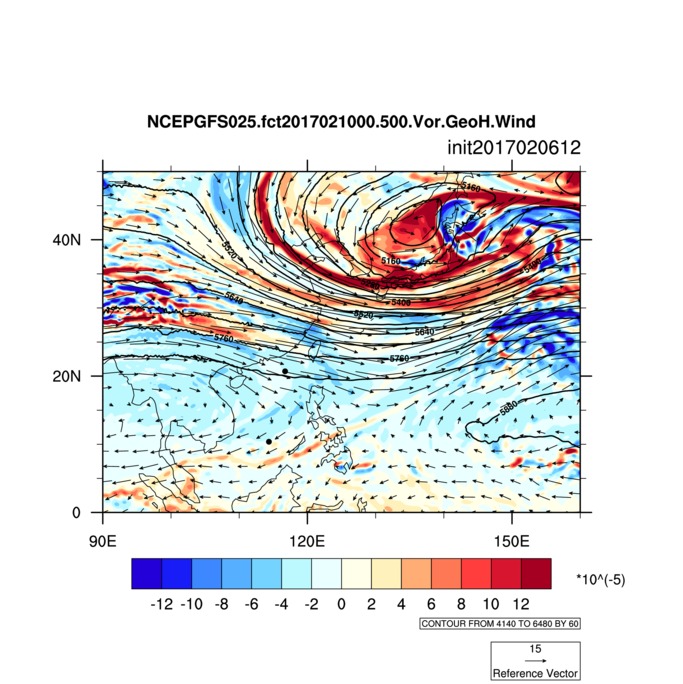 NCEPGFS025.fct2017021000.500.Vor.GeoH.Wind
init2017020612
5160
40N
5520
5160
5400
5640
5520
5640
5760
5760
20N
5880
0
90E 120E 150E
-12 -10 -8 -6 -4 -2 0 2 4 6 8 10 12
*10^(-5)
CONTOUR FROM 4140 TO 6480 BY 60
15
Reference Vector